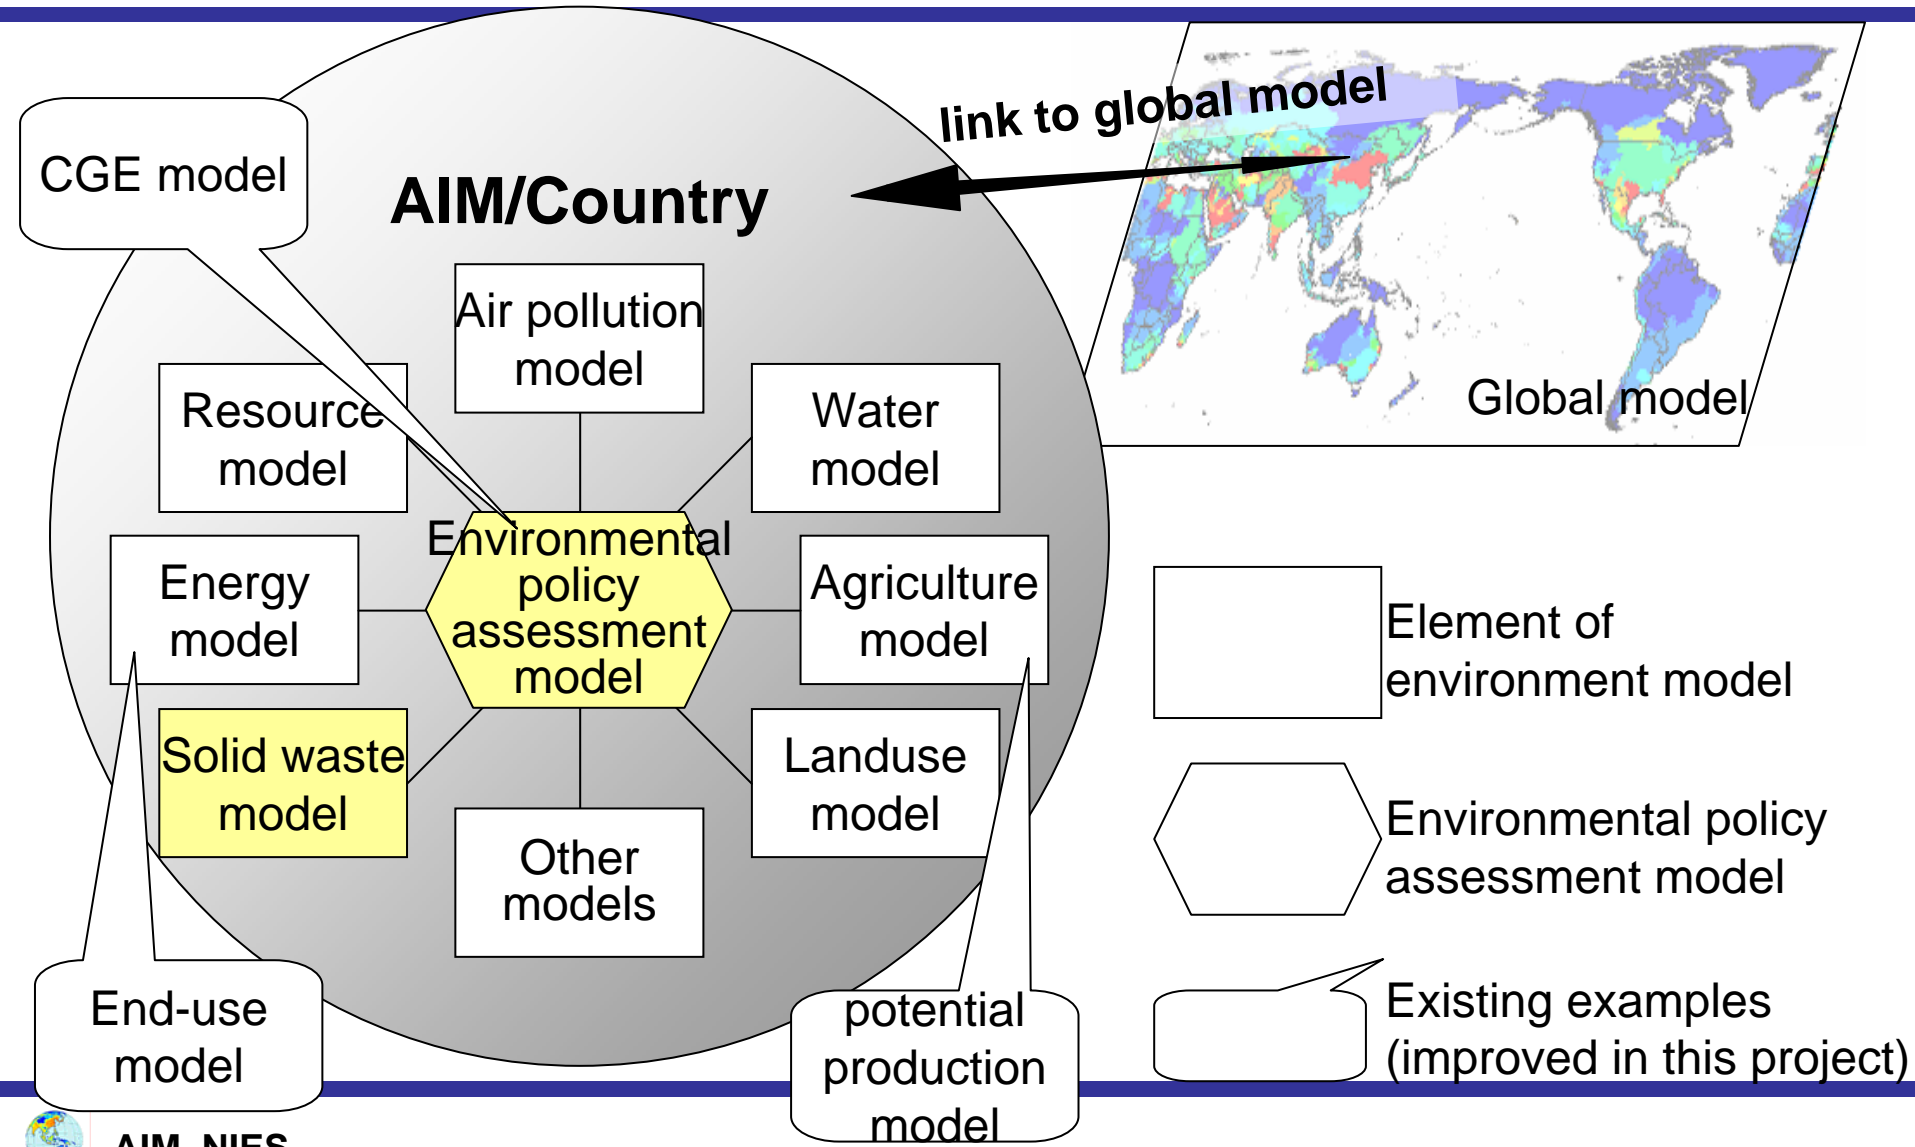 link to global model
CGE model
AIM/Country
Air pollution
model
Resource
model
Water
model
Global model
Environmental
policy
assessment
model
Energy
model
Agriculture
model
Solid waste
model
Landuse
model
Other
models
End-use
model
potential
production
model
Element of
environment model
Environmental policy
assessment model
Existing examples
(improved in this project)
AIM, NIES